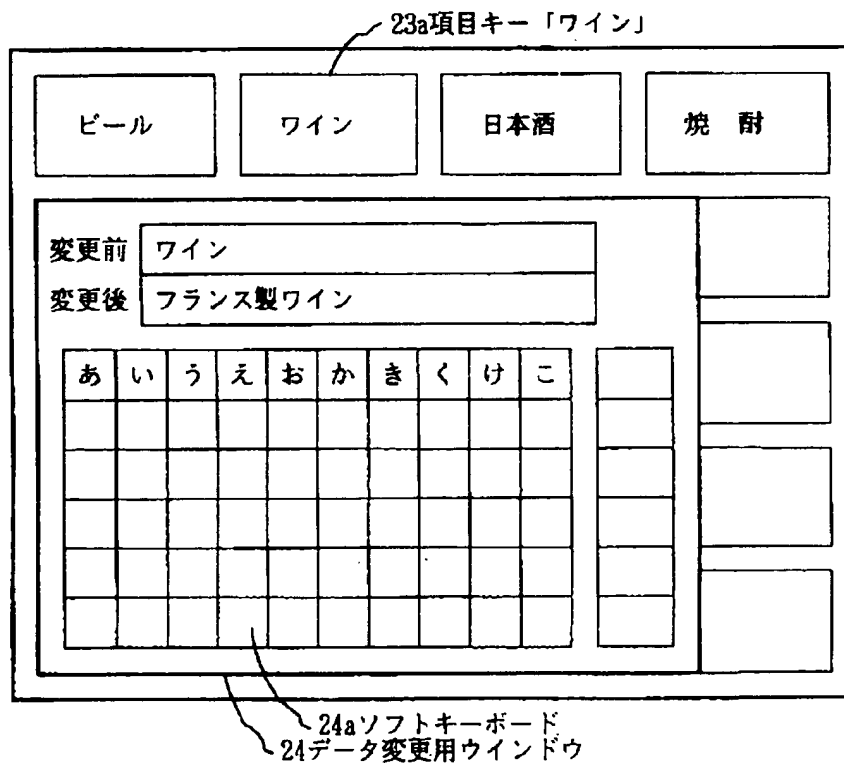 23a項目キー「ワイン」
ビール ワイン 日本酒 焼 酎
変更前 ワイン
変更後 フランス製ワイン
あ い う え お か き く け こ
24aソフトキーボード
24データ変更用ウインドウ